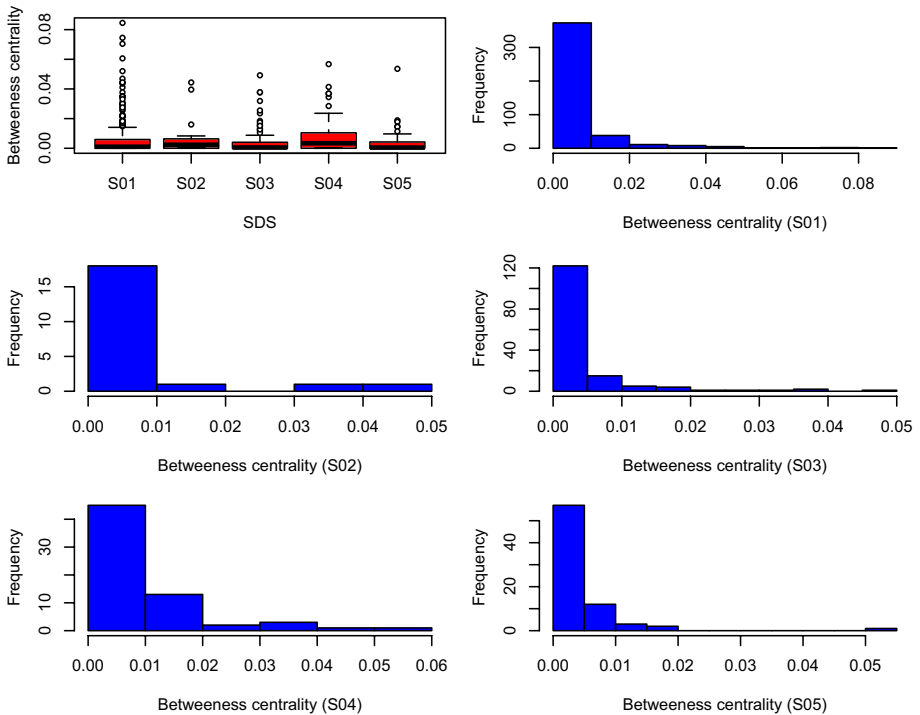 Betweeness centrality
0.00 0.04 0.08
S01 S02 S03 S04 S05
SDS
Frequency
0 100 300
0.00 0.02 0.04 0.06 0.08
Betweeness centrality (S01)
Frequency
0 5 10 15
0.00 0.01 0.02 0.03 0.04 0.05
Betweeness centrality (S02)
Frequency
0 40 80 120
0.00 0.01 0.02 0.03 0.04 0.05
Betweeness centrality (S03)
Frequency
0 10 30
0.00 0.01 0.02 0.03 0.04 0.05 0.06
Betweeness centrality (S04)
Frequency
0 20 40
0.00 0.01 0.02 0.03 0.04 0.05
Betweeness centrality (S05)